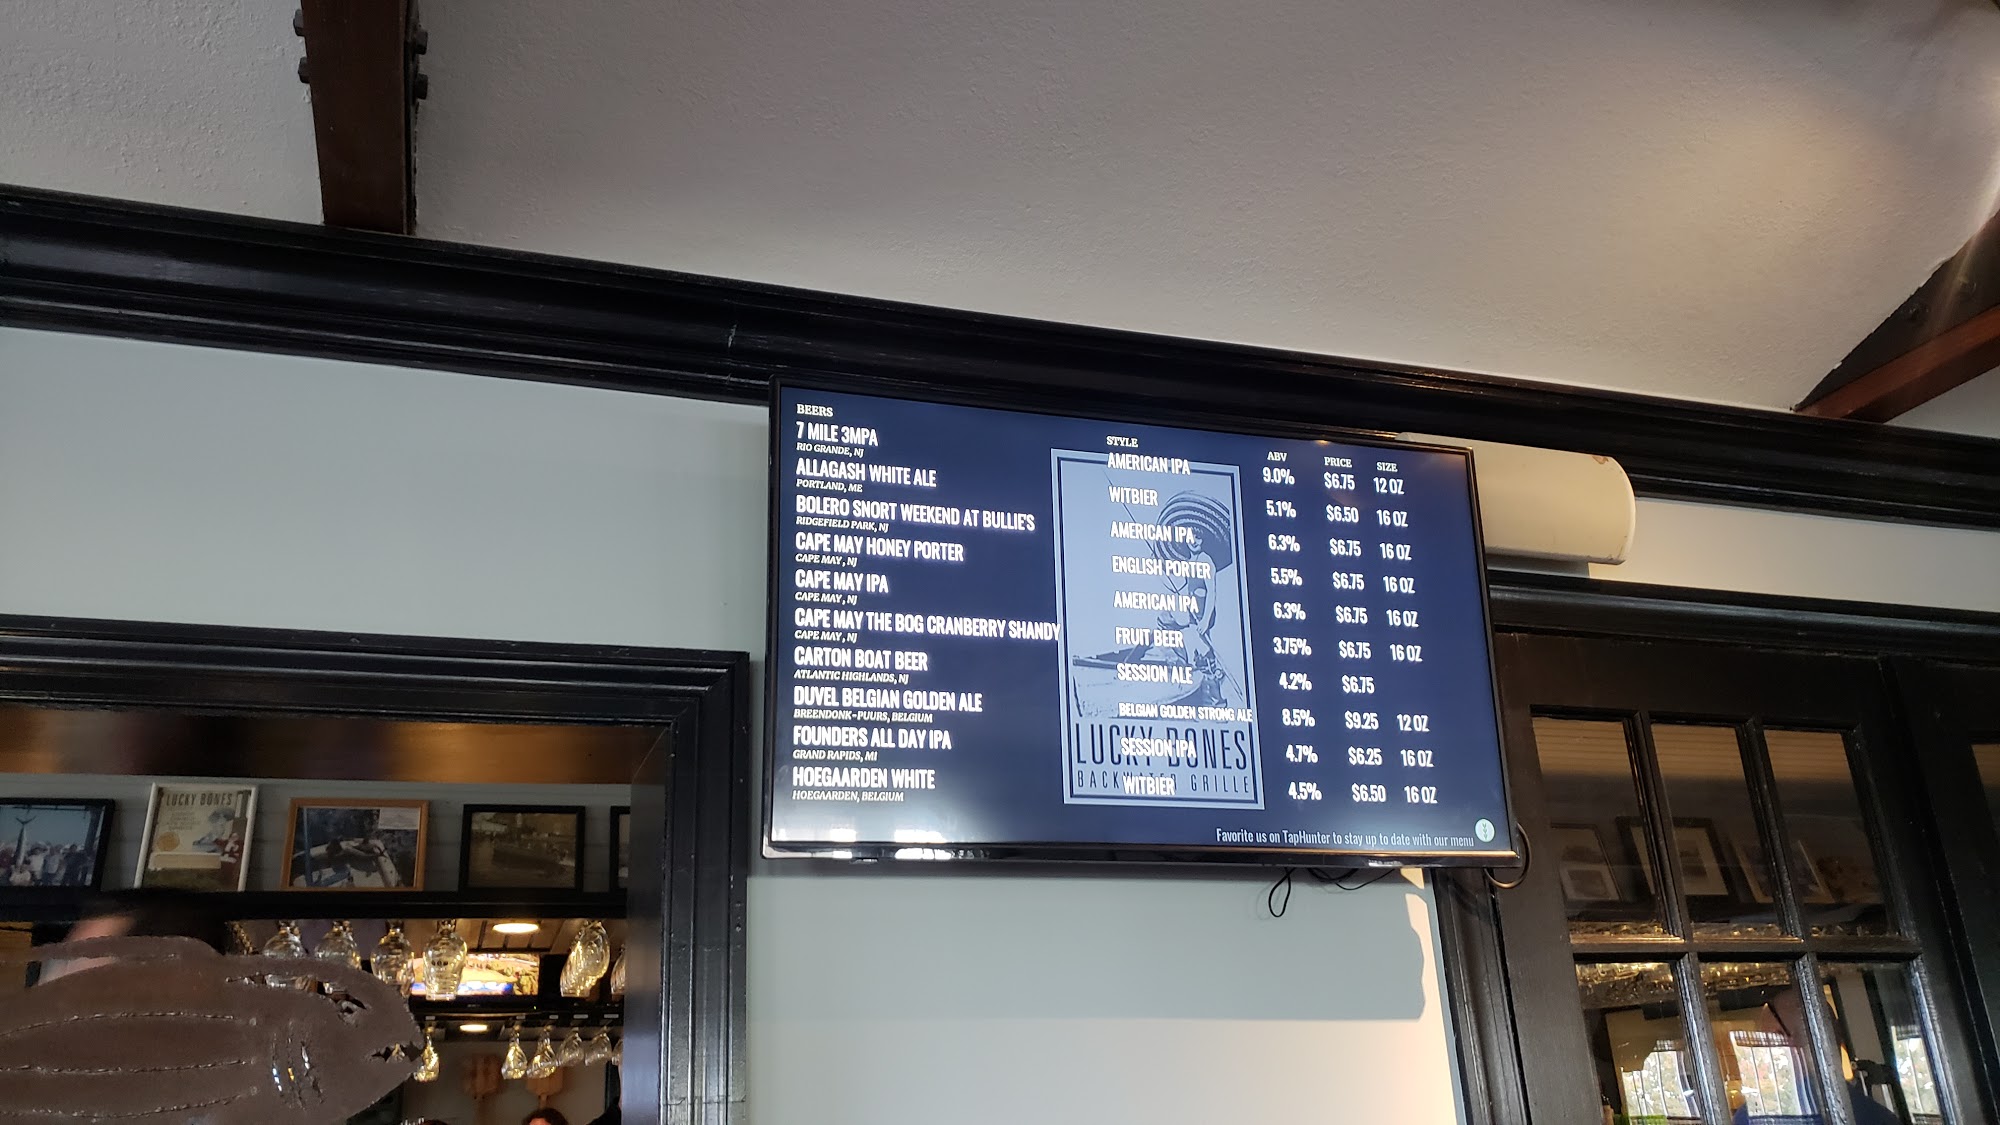 BEERS STYLE ABV PRICE SIZE
7 MILE 3MPA AMERICAN IPA 9.0% $6.75 12 OZ
RIO GRANDE, NJ
ALLAGASH WHITE ALE WITBIER 5.1% $6.50 16 OZ
PORTLAND, ME
BOLERO SNORT WEEKEND AT BULLIE'S AMERICAN IPA 6.3% $6.75 16 OZ
RIDGEFIELD PARK, NJ
CAPE MAY HONEY PORTER ENGLISH PORTER 5.5% $6.75 16 OZ
CAPE MAY, NJ
CAPE MAY IPA AMERICAN IPA 6.3% $6.75 16 OZ
CAPE MAY, NJ
CAPE MAY THE BOG CRANBERRY SHANDY FRUIT BEER 3.75% $6.75 16 OZ
CAPE MAY, NJ
CARTON BOAT BEER SESSION ALE 4.2% $6.75
ATLANTIC HIGHLANDS, NJ
DUVEL BELGIAN GOLDEN ALE BELGIAN GOLDEN STRONG ALE 8.5% $9.25 12 OZ
BREENDONK-PUURS, BELGIUM
FOUNDERS ALL DAY IPA SESSION IPA 4.7% $6.25 16 OZ
GRAND RAPIDS, MI
HOEGAARDEN WHITE WITBIER 4.5% $6.50 16 OZ
HOEGAARDEN, BELGIUM
LUCKY BONES
BACKWATER GRILLE
Favorite us on TapHunter to stay up to date with our menu
LUCKY BONES